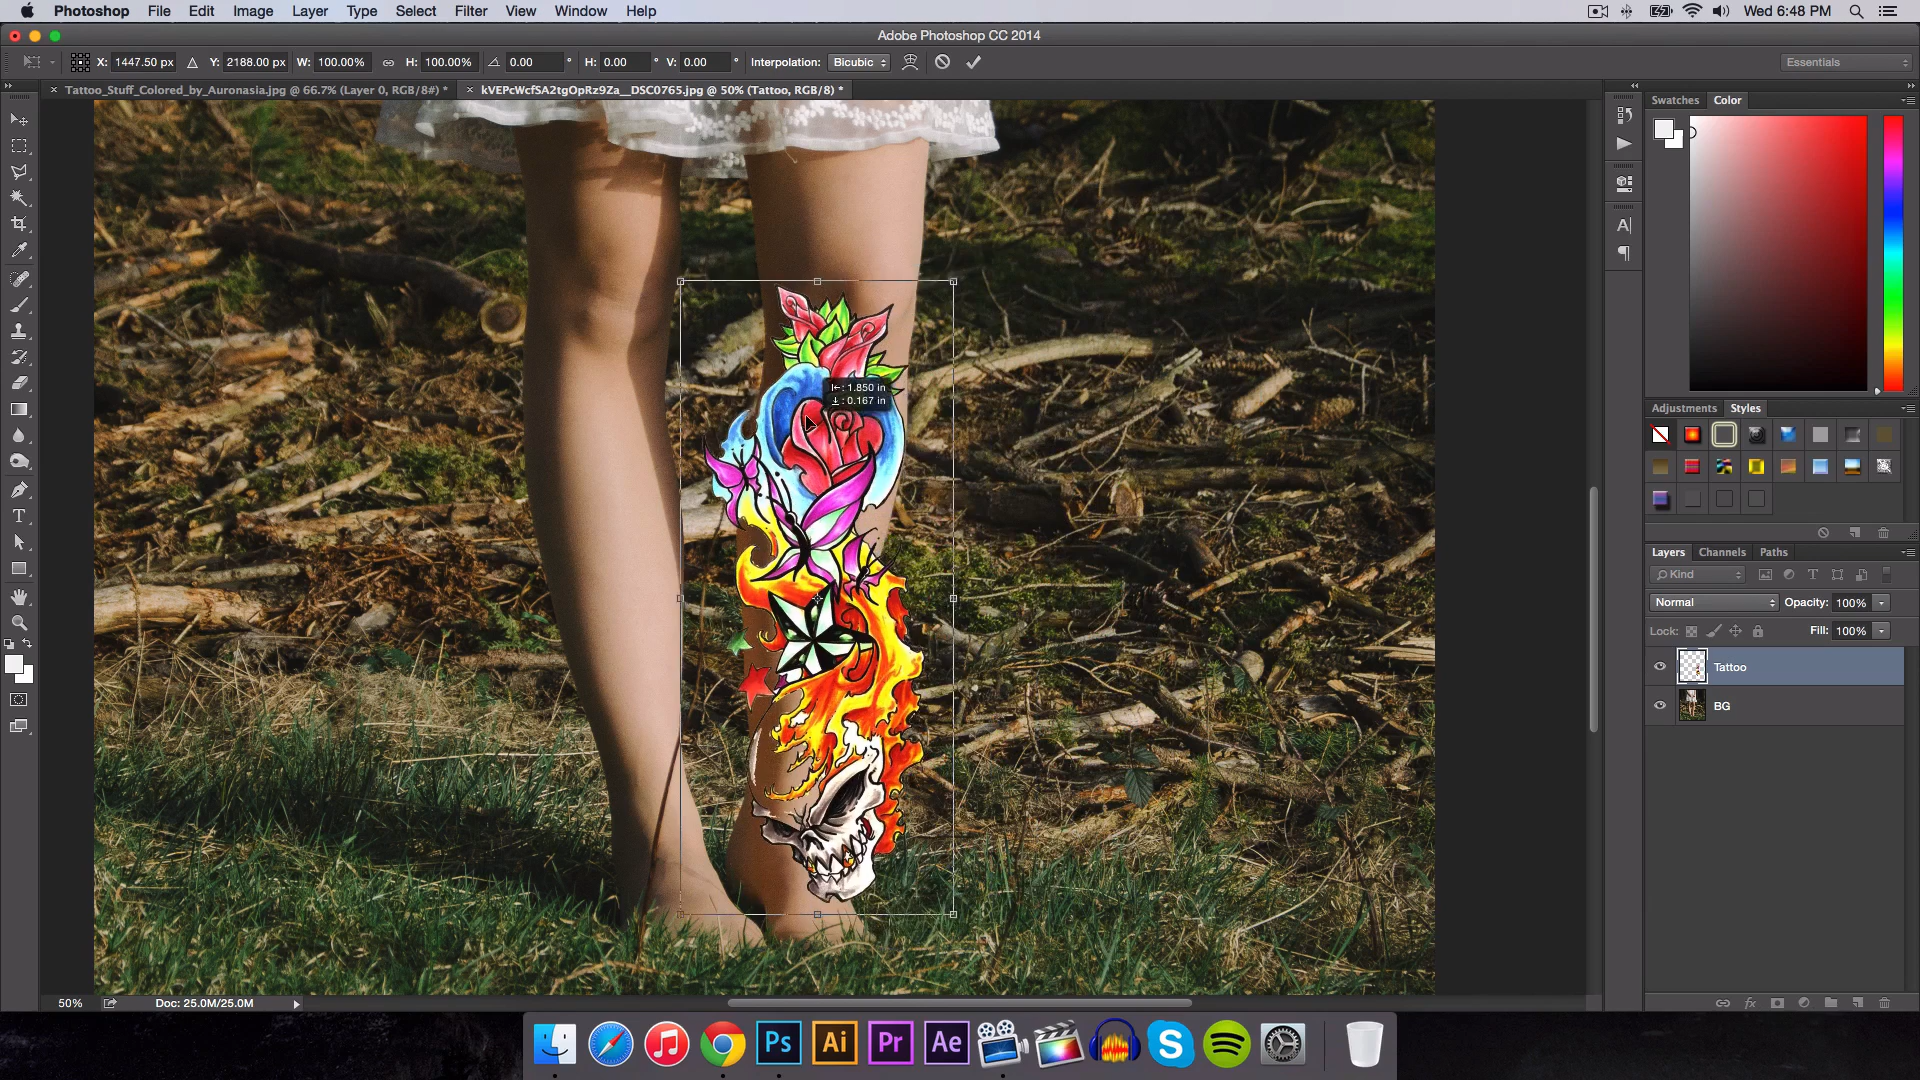 Photoshop File Edit Image Layer Type Select Filter View Window Help Wed 6:48 PM
Adobe Photoshop CC 2014
X: 1447.50 px Y: 2188.00 px W: 100.00% H: 100.00% 0.00 ° H: 0.00 ° V: 0.00 ° Interpolation: Bicubic Essentials
× Tattoo_Stuff_Colored_by_Auronasia.jpg @ 66.7% (Layer 0, RGB/8#) * × kVEPcWcfSA2tgOpRz9Za__DSC0765.jpg @ 50% (Tattoo, RGB/8) *
Swatches Color
: 1.850 in
: 0.167 in
Adjustments Styles
Layers Channels Paths
Kind
Normal Opacity: 100%
Lock: Fill: 100%
Tattoo
BG
50% Doc: 25.0M/25.0M
Ps Ai Pr Ae